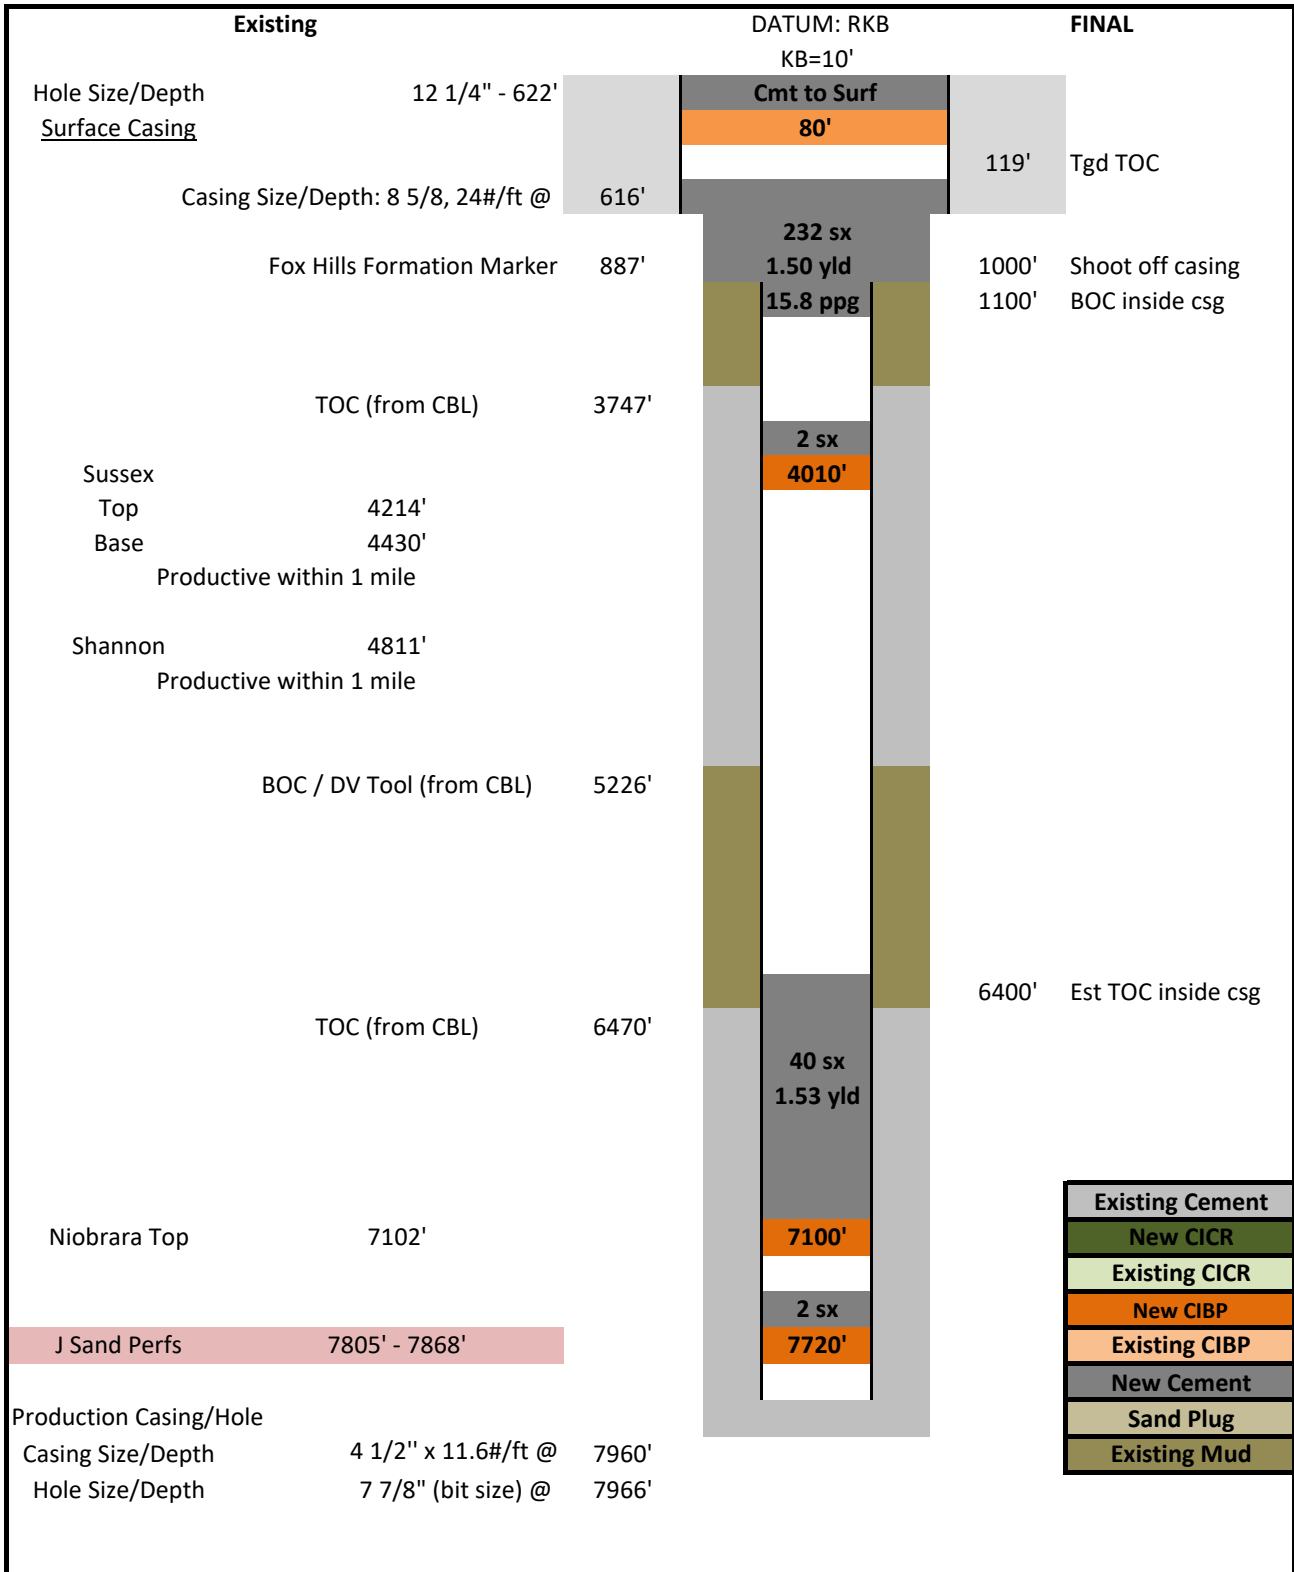 Existing DATUM: RKB FINAL
KB=10'
Hole Size/Depth 12 1/4" - 622' Cmt to Surf
Surface Casing 80'
119' Tgd TOC
Casing Size/Depth: 8 5/8, 24#/ft @ 616'
232 sx
Fox Hills Formation Marker 887' 1.50 yld 1000' Shoot off casing
15.8 ppg 1100' BOC inside csg
TOC (from CBL) 3747'
2 sx
Sussex 4010'
Top 4214'
Base 4430'
Productive within 1 mile
Shannon 4811'
Productive within 1 mile
BOC / DV Tool (from CBL) 5226'
6400' Est TOC inside csg
TOC (from CBL) 6470'
40 sx
1.53 yld
Existing Cement
Niobrara Top 7102' 7100' New CICR
Existing CICR
2 sx New CIBP
J Sand Perfs 7805' - 7868' 7720' Existing CIBP
New Cement
Production Casing/Hole Sand Plug
Casing Size/Depth 4 1/2'' x 11.6#/ft @ 7960' Existing Mud
Hole Size/Depth 7 7/8" (bit size) @ 7966'